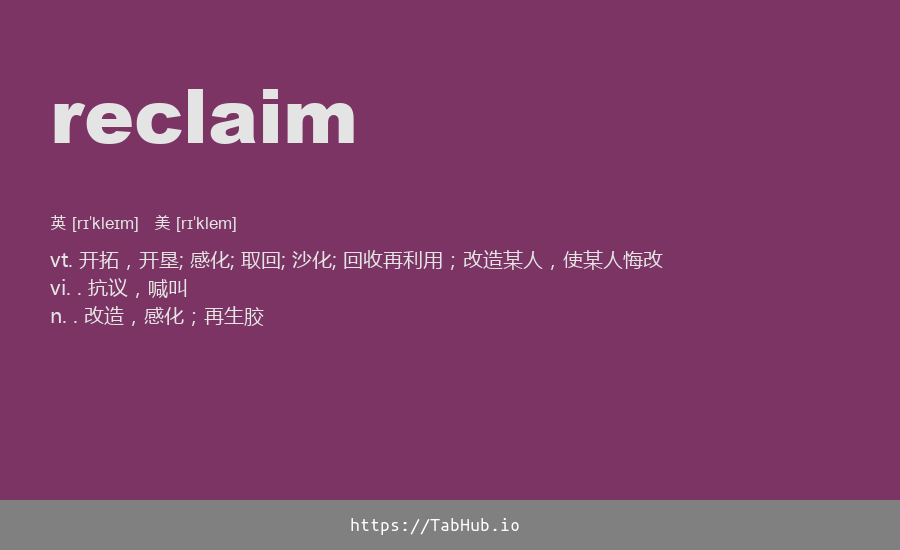 reclaim
英 [rɪˈkleɪm] 美 [rɪˈklem]
vt. 开拓，开垦; 感化; 取回; 沙化; 回收再利用；改造某人，使某人悔改
vi. . 抗议，喊叫
n. . 改造，感化；再生胶
https://TabHub.io